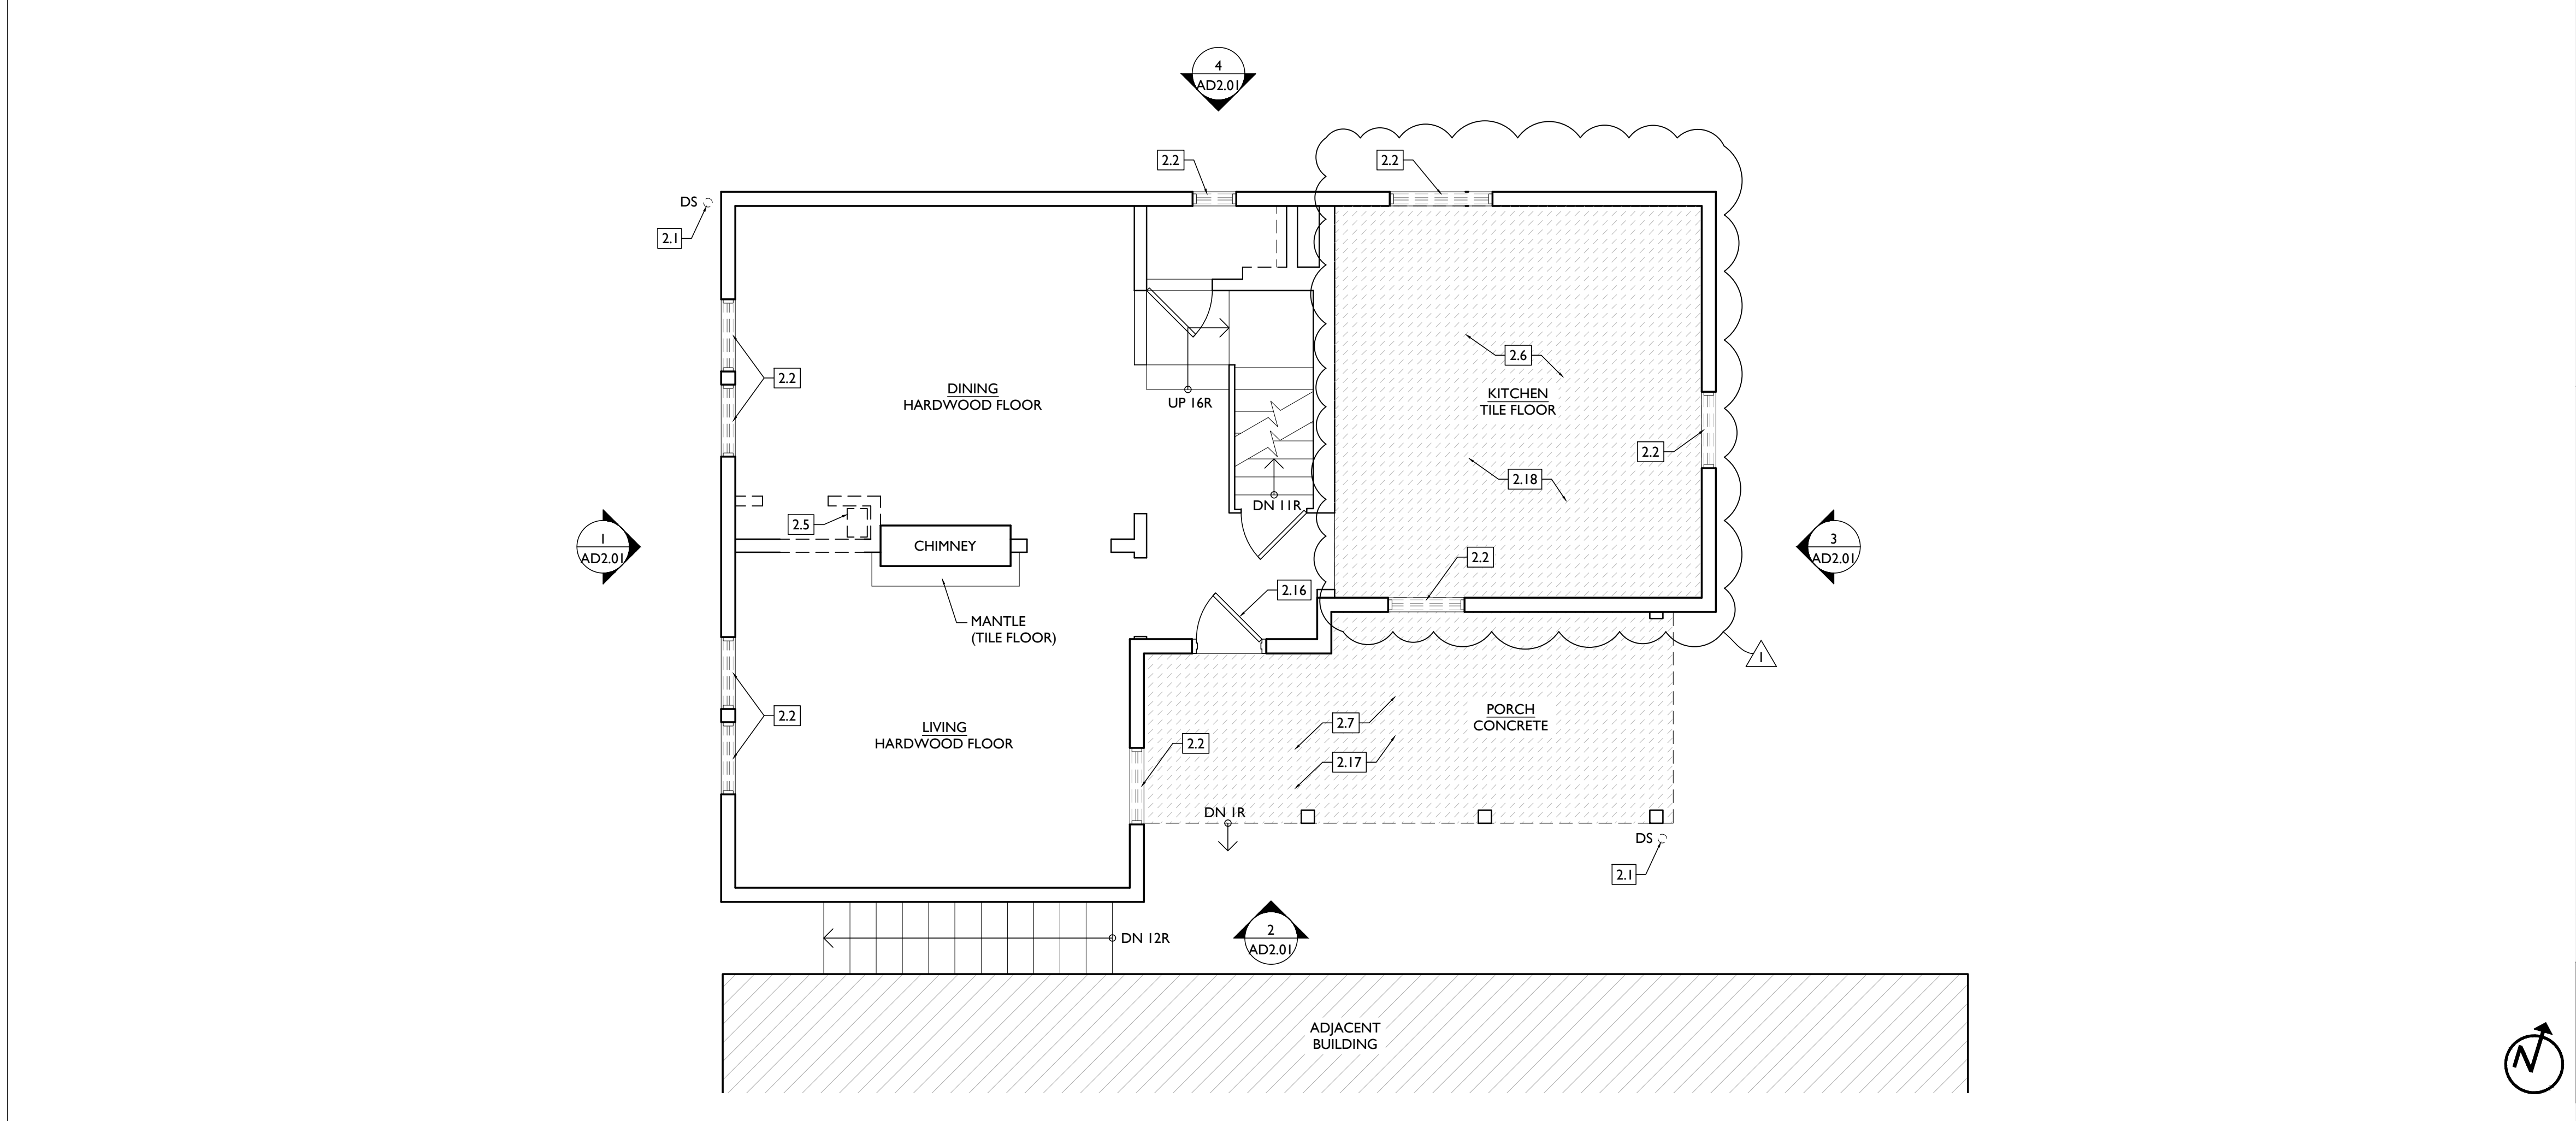 4
AD2.01
2.2
2.2
DS
2.1
2.6
DINING
HARDWOOD FLOOR
KITCHEN
TILE FLOOR
2.2
UP 16R
2.2
2.18
DN 11R
2.5
CHIMNEY
1
AD2.01
3
AD2.01
2.2
2.16
MANTLE
(TILE FLOOR)
1
2.2
LIVING
HARDWOOD FLOOR
2.2
2.7
PORCH
CONCRETE
2.17
DN 1R
DS
2.1
DN 12R
2
AD2.01
ADJACENT
BUILDING
N